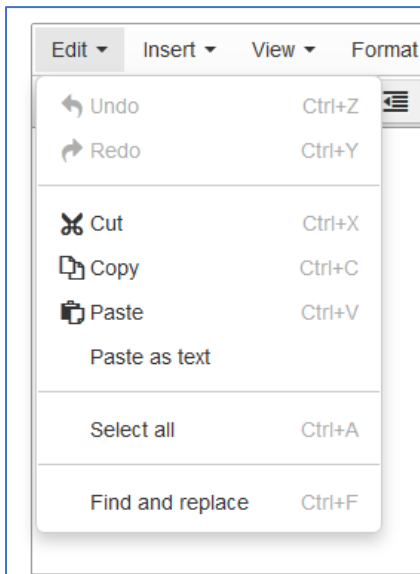 Edit Insert View Format
Undo Ctrl+Z
Redo Ctrl+Y
Cut Ctrl+X
Copy Ctrl+C
Paste Ctrl+V
Paste as text
Select all Ctrl+A
Find and replace Ctrl+F